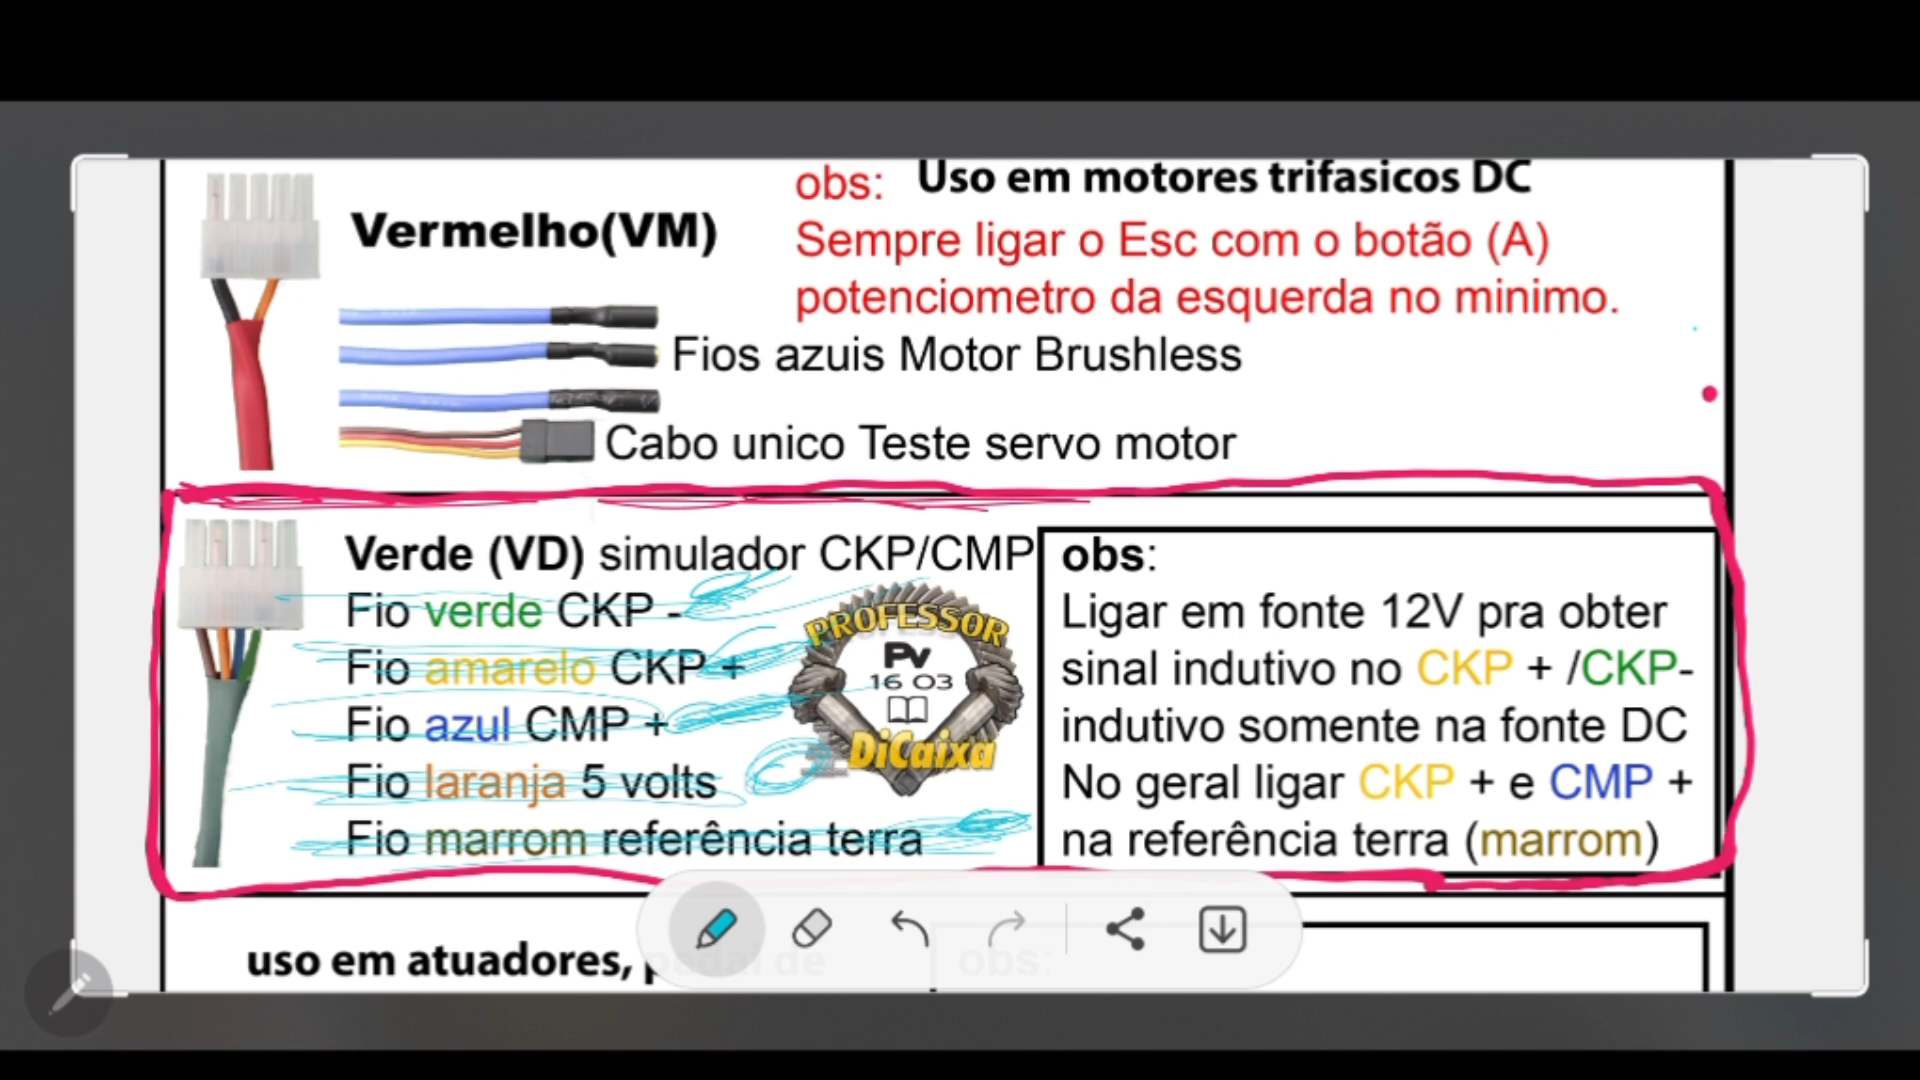 obs: Uso em motores trifasicos DC
Vermelho(VM)
Sempre ligar o Esc com o botão (A)
potenciometro da esquerda no minimo.
Fios azuis Motor Brushless
Cabo unico Teste servo motor
Verde (VD) simulador CKP/CMP
Fio verde CKP -
Fio amarelo CKP +
Fio azul CMP +
Fio laranja 5 volts
Fio marrom referência terra
PROFESSOR
Pv
16 03
DiCaixa
obs:
Ligar em fonte 12V pra obter
sinal indutivo no CKP + /CKP-
indutivo somente na fonte DC
No geral ligar CKP + e CMP +
na referência terra (marrom)
uso em atuadores, pedal de
obs: